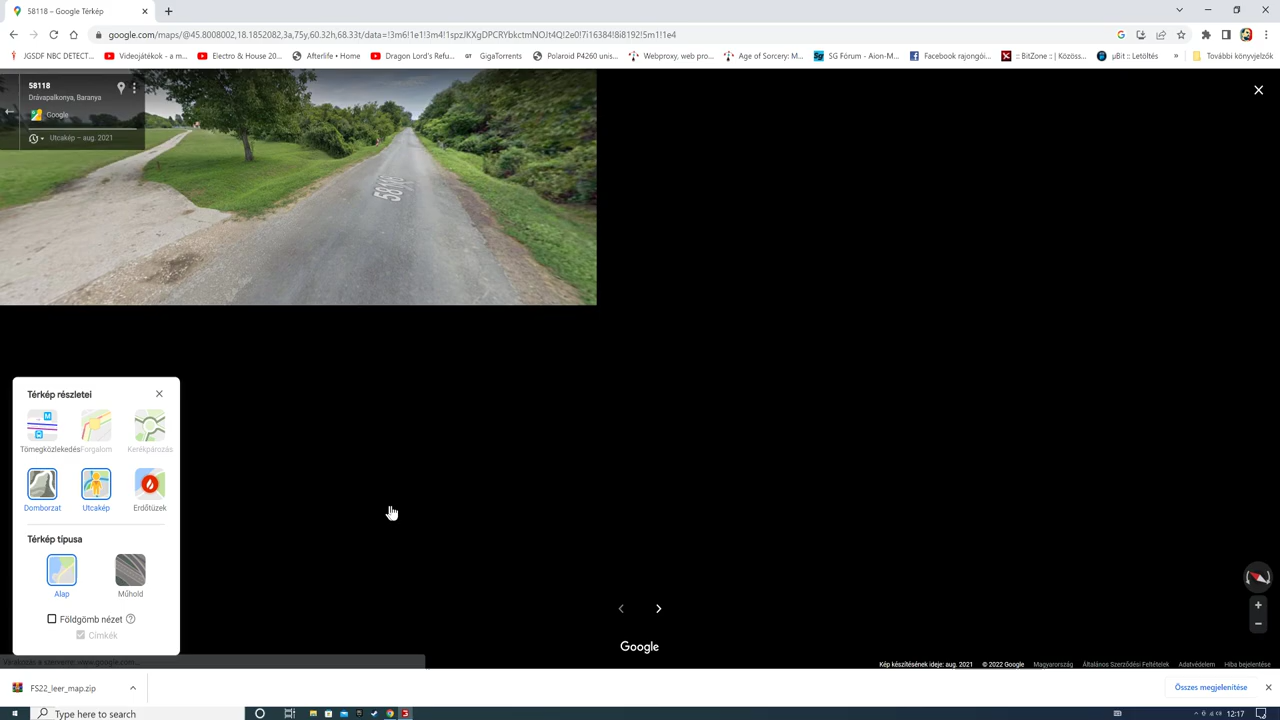 58118 – Google Térkép
google.com/maps/@45.8008002,18.1852082,3a,75y,60.32h,68.33t/data=!3m6!1e1!3m4!1spzJKXgDPCRYbkctmNOJt4Q!2e0!7i16384!8i8192!5m1!1e4
JGSDF NBC DETECT... Videojátékok - a m... Electro & House 20... Afterlife • Home Dragon Lord's Refu... GT GigaTorrents Polaroid P4260 unis... Webproxy, web pro... Age of Sorcery: M... SG Fórum - Aion-M... Facebook rajongói... :: BitZone :: | Közöss... µBit :: Letöltés » További könyvjelzők
58118
Drávapalkonya, Baranya
Google
Utcakép – aug. 2021
58118
Térkép részletei
Tömegközlekedés Forgalom Kerékpározás
Domborzat Utcakép Erdőtüzek
Térkép típusa
Alap Műhold
Földgömb nézet
Címkék
Google
Kép készítésének ideje: aug. 2021 © 2022 Google Magyarország Általános Szerződési Feltételek Adatvédelem Hiba bejelentése
FS22_leer_map.zip
Összes megjelenítése
Type here to search
12:17